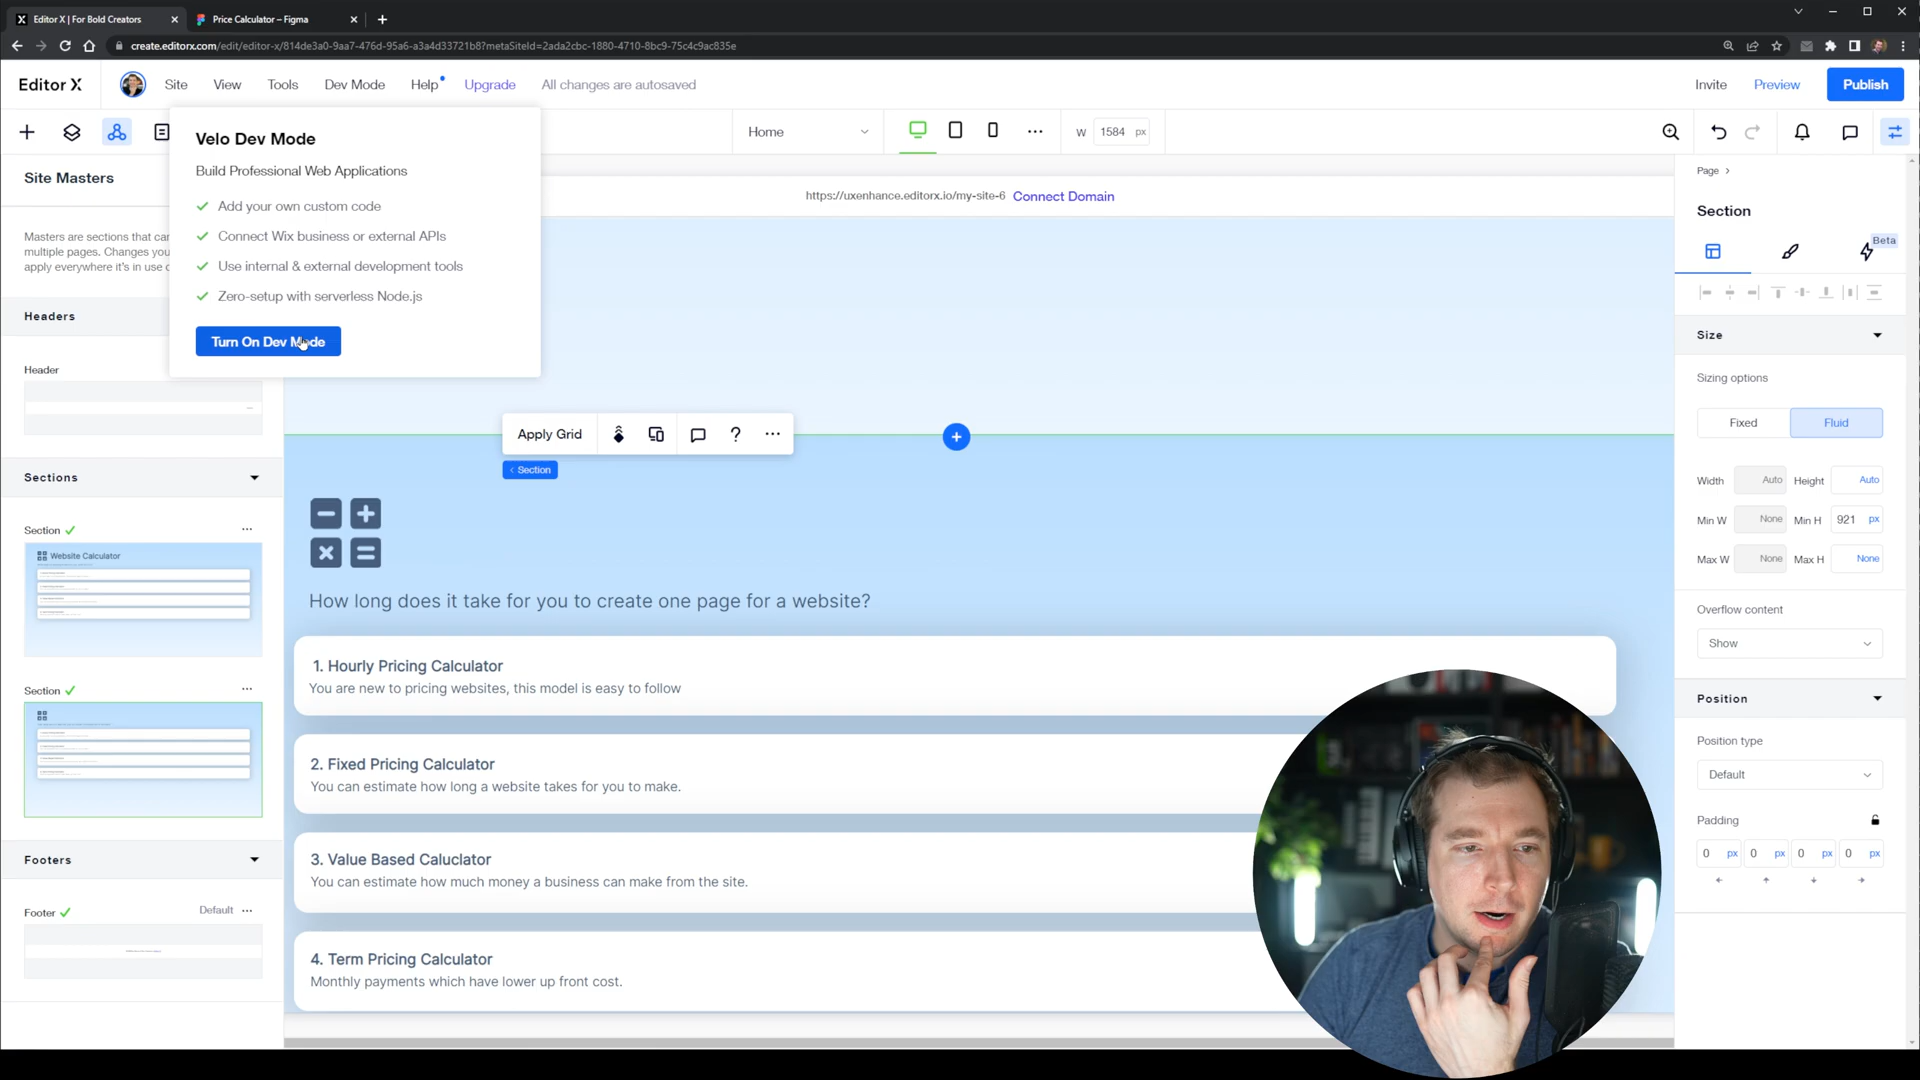 Editor X | For Bold Creators
Price Calculator – Figma
create.editorx.com/edit/editor-x/814de3a0-9aa7-476d-95a6-a3a4d33721b8?metaSiteId=2ada2cbc-1880-4710-8bc9-75c4c9ac835e
Editor X
Site
View
Tools
Dev Mode
Help
Upgrade
All changes are autosaved
Invite
Preview
Publish
Home
W
1584 px
Velo Dev Mode
Build Professional Web Applications
Add your own custom code
Connect Wix business or external APIs
Use internal & external development tools
Zero-setup with serverless Node.js
Turn On Dev Mode
Site Masters
Masters are sections that ca
multiple pages. Changes you
apply everywhere it's in use
Headers
Header
Sections
Section
Website Calculator
Section
Footers
Footer
Default
https://uxenhance.editorx.io/my-site-6 Connect Domain
Apply Grid
?
< Section
How long does it take for you to create one page for a website?
1. Hourly Pricing Calculator
You are new to pricing websites, this model is easy to follow
2. Fixed Pricing Calculator
You can estimate how long a website takes for you to make.
3. Value Based Caluclator
You can estimate how much money a business can make from the site.
4. Term Pricing Calculator
Monthly payments which have lower up front cost.
Page >
Section
Beta
Size
Sizing options
Fixed
Fluid
Width Auto Height Auto
Min W None Min H 921 px
Max W None Max H None
Overflow content
Show
Position
Position type
Default
Padding
0 px 0 px 0 px 0 px